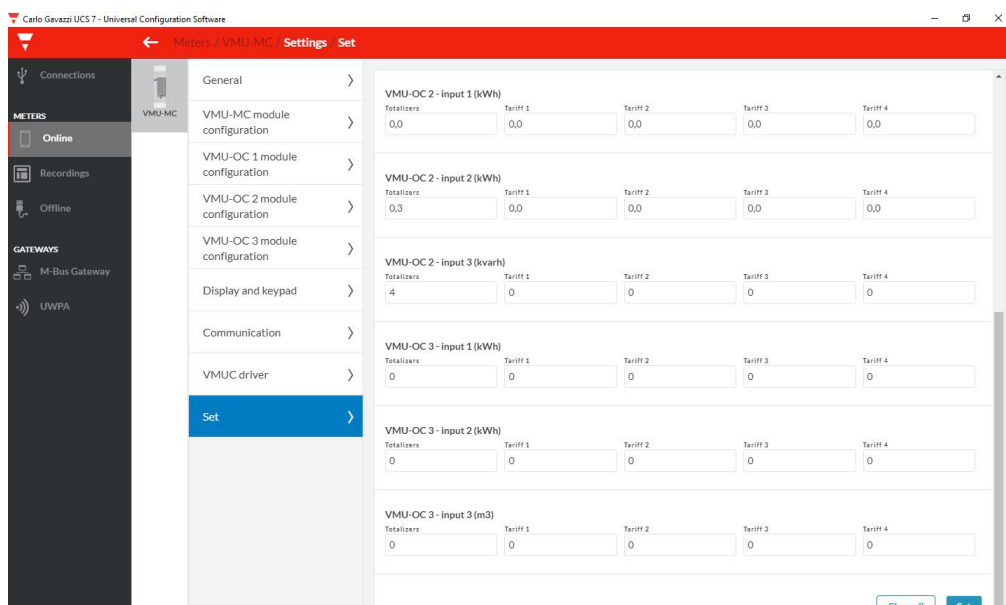 Carlo Gavazzi UCS 7 - Universal Configuration Software
Meters / VMU-MC / Settings / Set
Connections
METERS
Online
Recordings
Offline
GATEWAYS
M-Bus Gateway
UWPA
VMU-MC
General
VMU-MC module
configuration
VMU-OC 1 module
configuration
VMU-OC 2 module
configuration
VMU-OC 3 module
configuration
Display and keypad
Communication
VMUC driver
Set
VMU-OC 2 - input 1 (kWh)
Totalizers Tariff 1 Tariff 2 Tariff 3 Tariff 4
0,0 0,0 0,0 0,0 0,0
VMU-OC 2 - input 2 (kWh)
Totalizers Tariff 1 Tariff 2 Tariff 3 Tariff 4
0,3 0,0 0,0 0,0 0,0
VMU-OC 2 - input 3 (kvarh)
Totalizers Tariff 1 Tariff 2 Tariff 3 Tariff 4
4 0 0 0 0
VMU-OC 3 - input 1 (kWh)
Totalizers Tariff 1 Tariff 2 Tariff 3 Tariff 4
0 0 0 0 0
VMU-OC 3 - input 2 (kWh)
Totalizers Tariff 1 Tariff 2 Tariff 3 Tariff 4
0 0 0 0 0
VMU-OC 3 - input 3 (m3)
Totalizers Tariff 1 Tariff 2 Tariff 3 Tariff 4
0 0 0 0 0